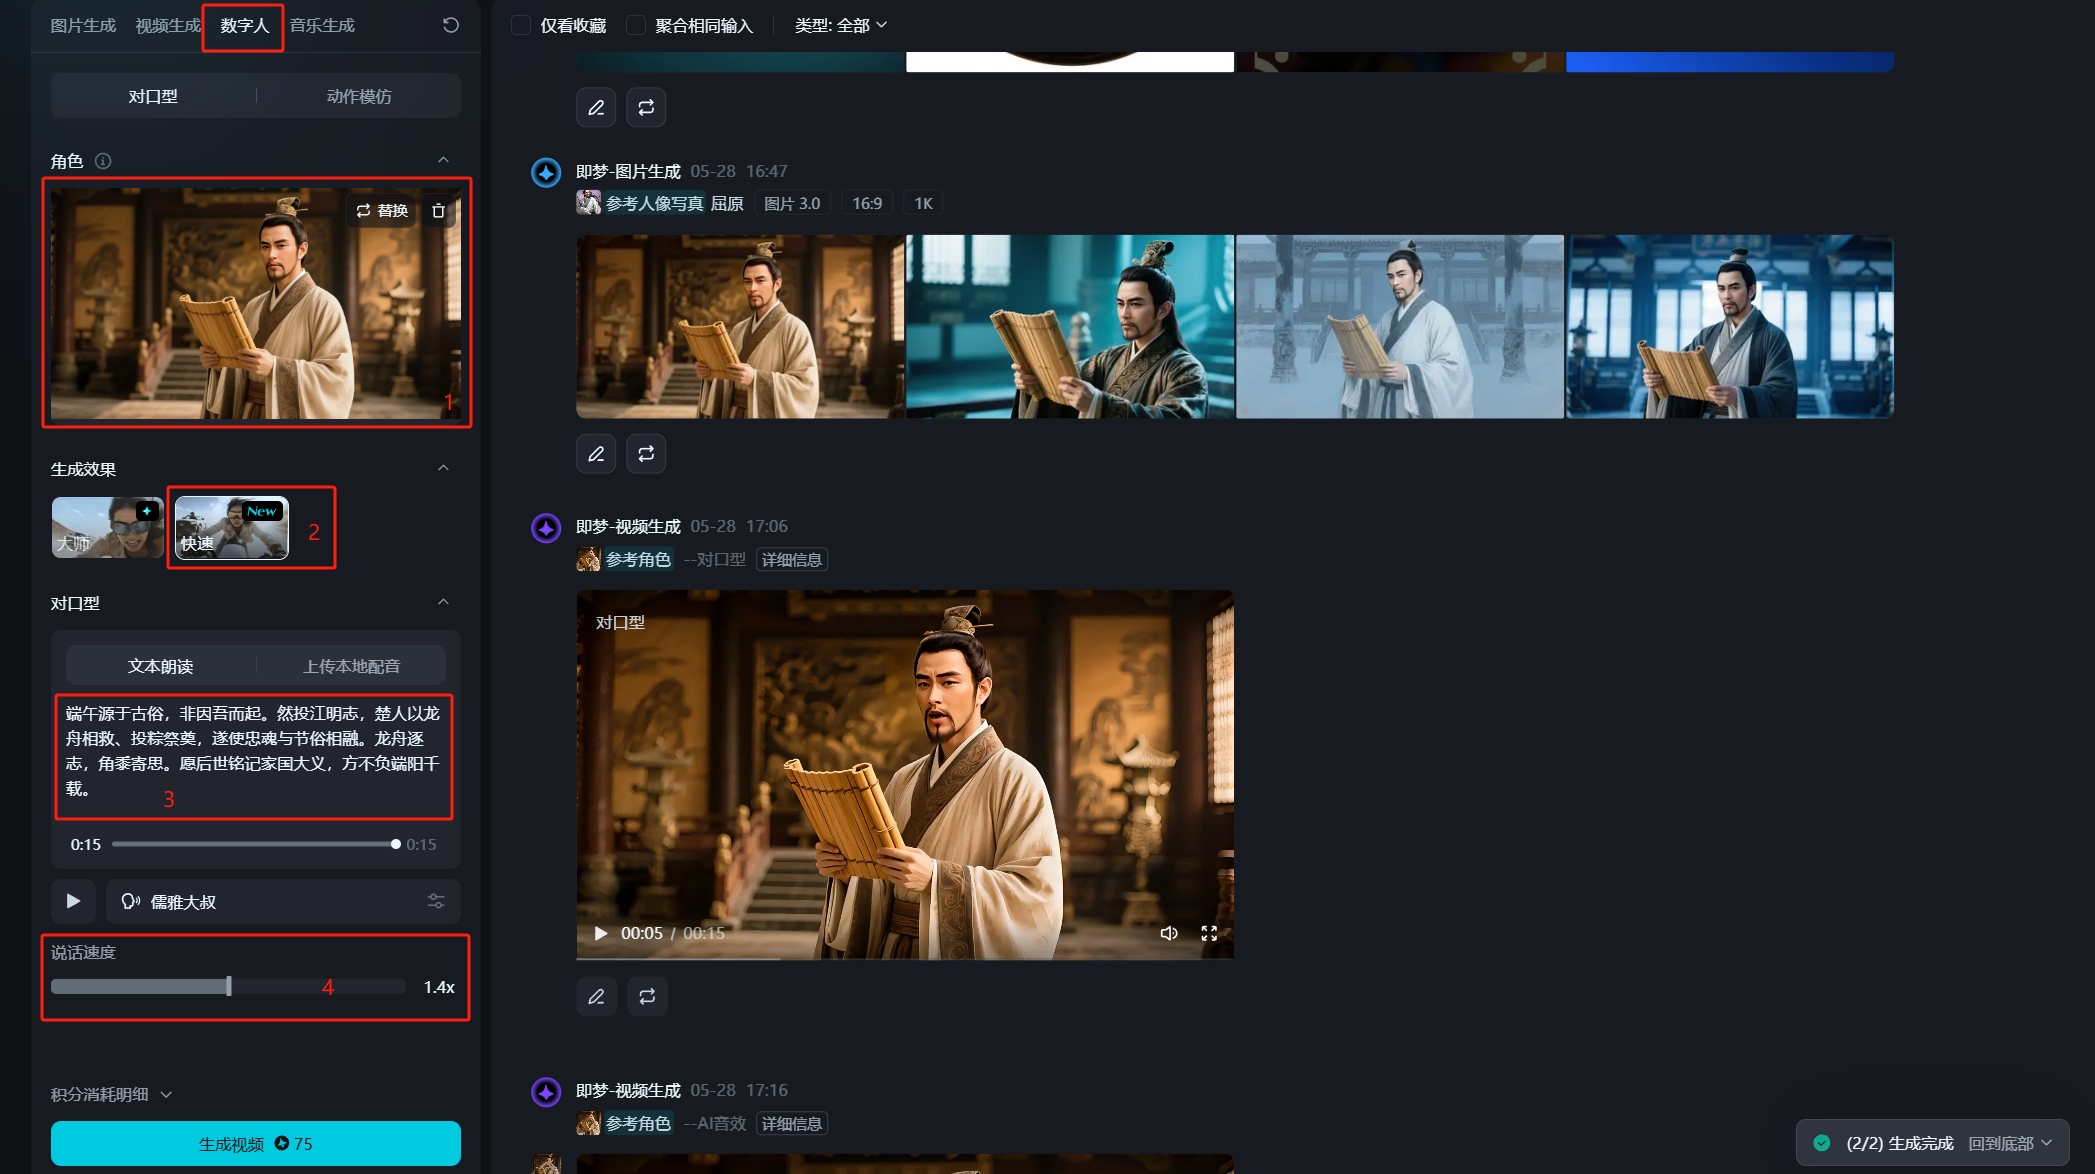 图片生成 视频生成 数字人 音乐生成
对口型 动作模仿
角色
替换
1
生成效果
大师
New
快速
2
对口型
文本朗读 上传本地配音
端午源于古俗，非因吾而起。然投江明志，楚人以龙
舟相救、投粽祭奠，遂使忠魂与节俗相融。龙舟逐
志，角黍寄思。愿后世铭记家国大义，方不负端阳千
载。
3
0:15 0:15
儒雅大叔
说话速度
4 1.4x
积分消耗明细
生成视频 75
仅看收藏 聚合相同输入 类型: 全部
即梦-图片生成 05-28 16:47
参考人像写真 屈原 图片 3.0 16:9 1K
即梦-视频生成 05-28 17:06
参考角色 --对口型 详细信息
对口型
00:05 / 00:15
即梦-视频生成 05-28 17:16
参考角色 --AI音效 详细信息
(2/2) 生成完成 回到底部